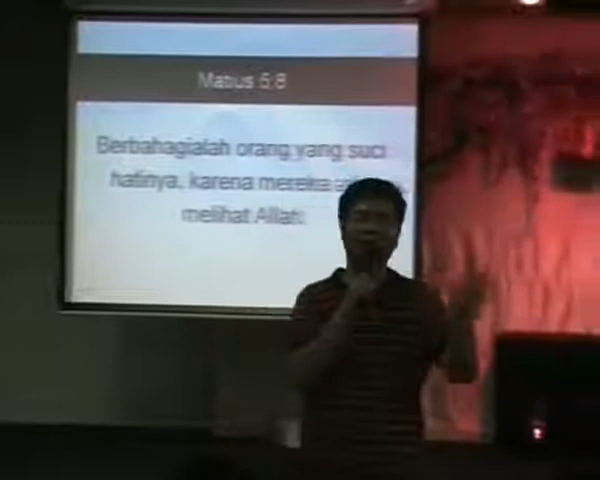 Matius 5:8
Berbahagialah orang yang suci
hatinya, karena mereka
melihat Allah.